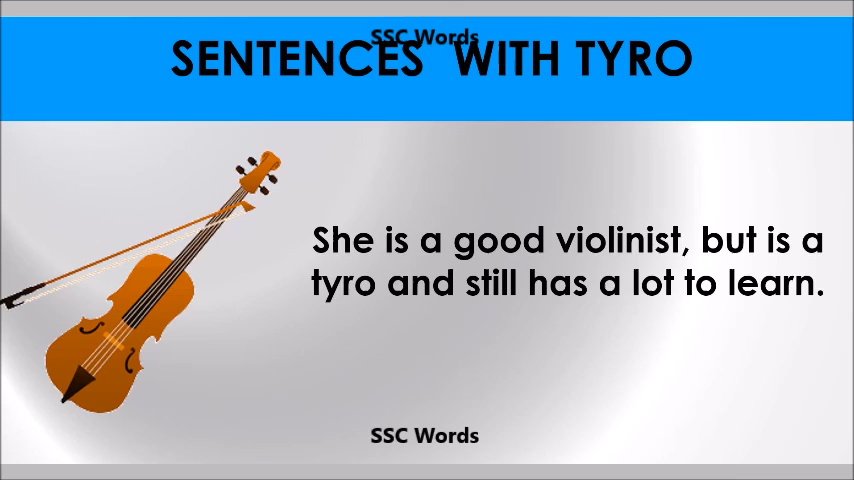 SSC Words
SENTENCES WITH TYRO
She is a good violinist, but is a
tyro and still has a lot to learn.
SSC Words